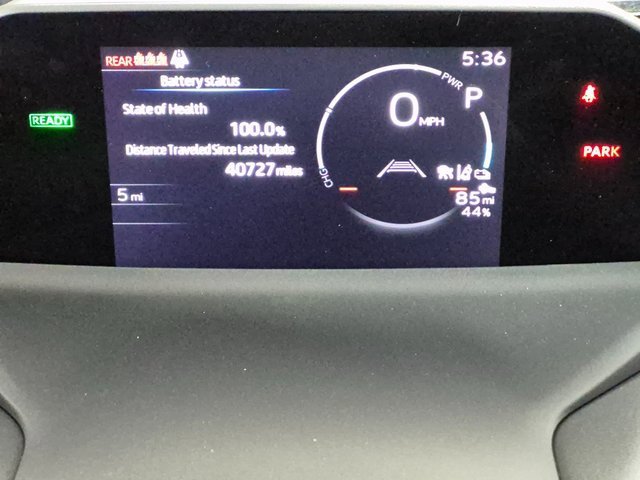 REAR
5:36
Battery status
PWR
P
State of Health
0 MPH
READY
100.0%
PARK
Distance Traveled Since Last Update
40727 miles
CHG
5 mi
85 mi
44%